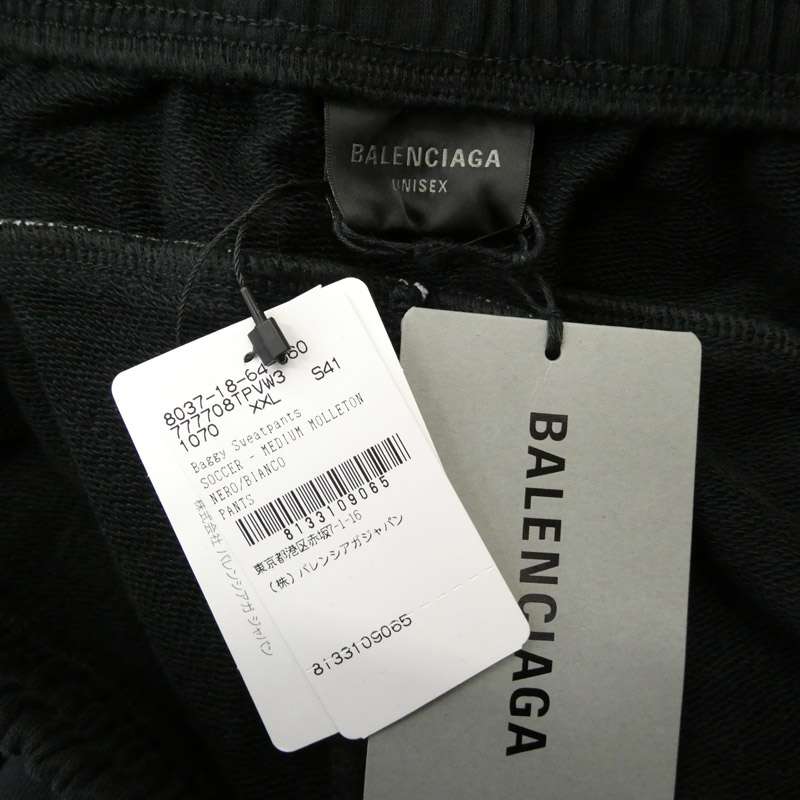 BALENCIAGA
UNISEX
8037-18-64 660
777708TPVW3 S41
1070 XXL
Baggy Sweatpants
SOCCER - MEDIUM MOLLETON
NERO/BIANCO
PANTS
8133109065
東京都港区赤坂7-1-16
(株) バレンシアガジャパン
8133109065
株式会社 バレンシアガ ジャパン
BALENCIAGA